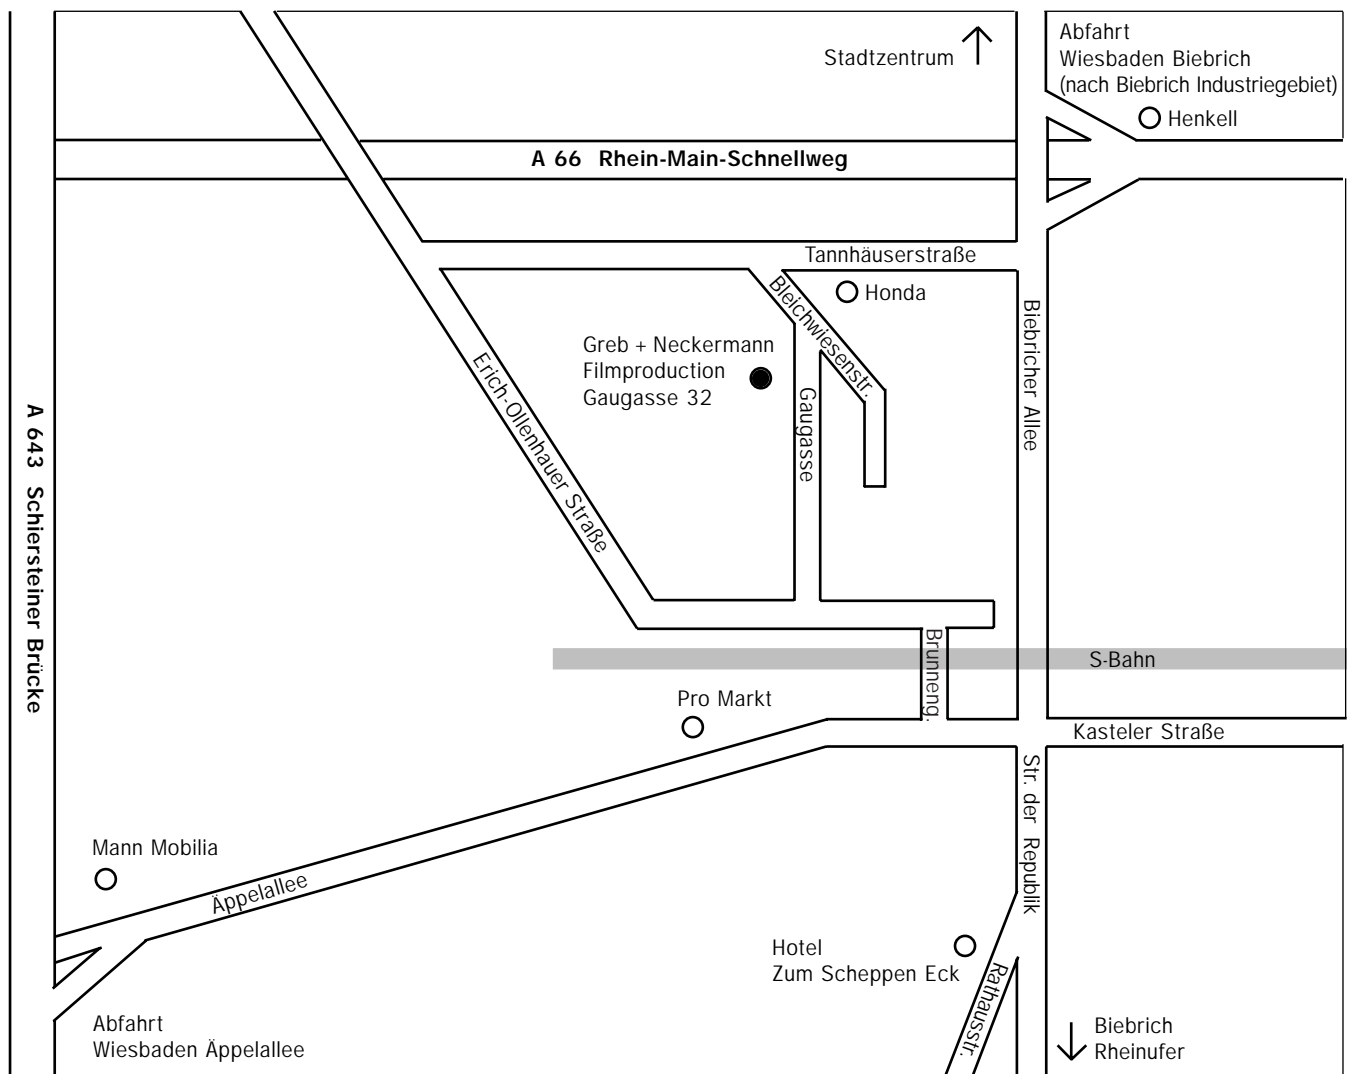 Stadtzentrum
Abfahrt
Wiesbaden Biebrich
(nach Biebrich Industriegebiet)
Henkell
A 66 Rhein-Main-Schnellweg
Tannhäuserstraße
Bleichwiesenstr.
Honda
Greb + Neckermann
Filmproduction
Gaugasse 32
Erich-Ollenhauer Straße
Gaugasse
Biebricher Allee
A 643 Schiersteiner Brücke
Brunneng.
S-Bahn
Pro Markt
Kasteler Straße
Str. der Republik
Mann Mobilia
Äppelallee
Hotel
Zum Scheppen Eck
Rathausstr.
Abfahrt
Wiesbaden Äppelallee
Biebrich
Rheinufer